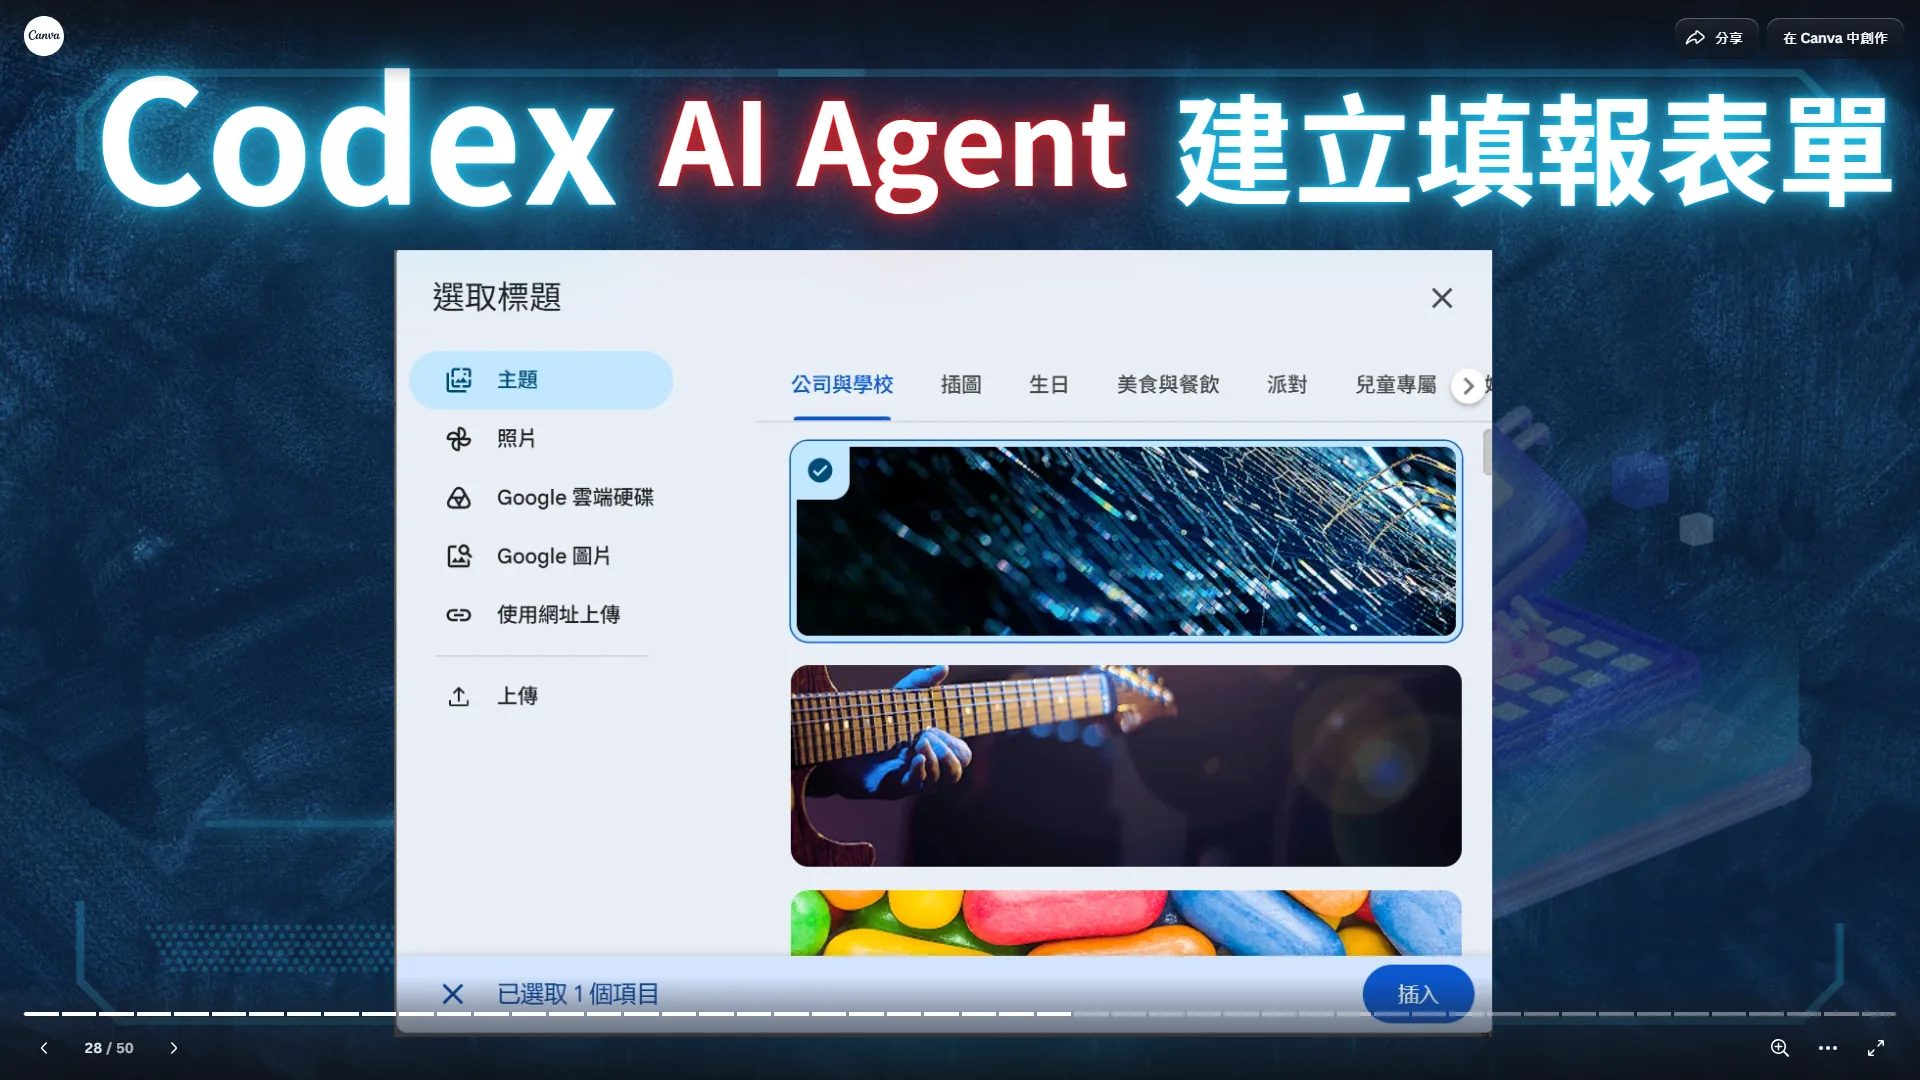 Canva
分享
在 Canva 中創作
Codex AI Agent 建立填報表單
選取標題
主題
照片
Google 雲端硬碟
Google 圖片
使用網址上傳
上傳
公司與學校 插圖 生日 美食與餐飲 派對 兒童專屬
已選取 1 個項目
插入
28 / 50